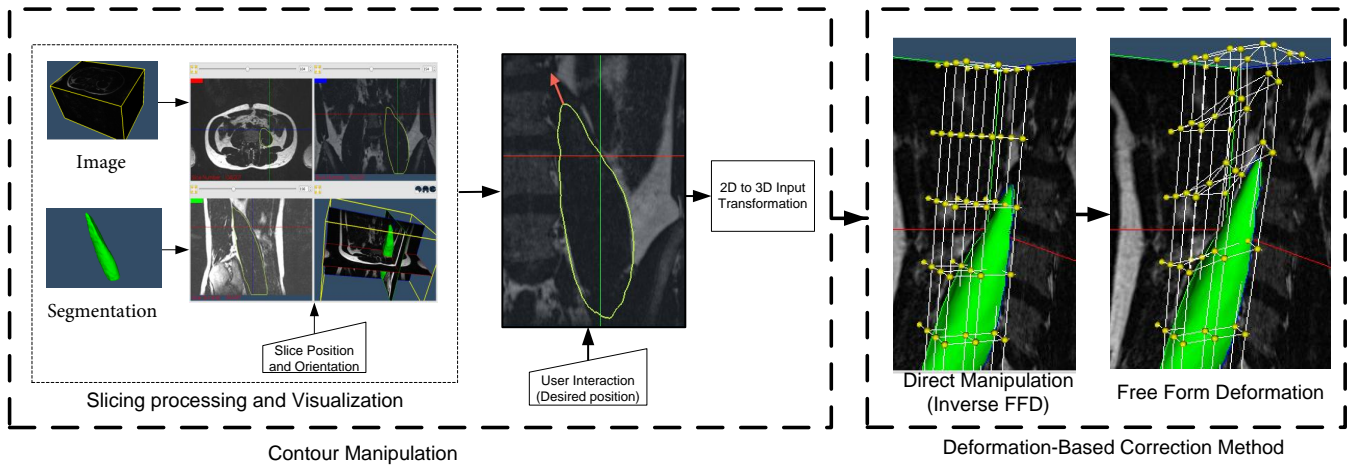 Image
Segmentation
Slice Position
and Orientation
Slicing processing and Visualization
User Interaction
(Desired position)
2D to 3D Input
Transformation
Contour Manipulation
Direct Manipulation
(Inverse FFD)
Free Form Deformation
Deformation-Based Correction Method